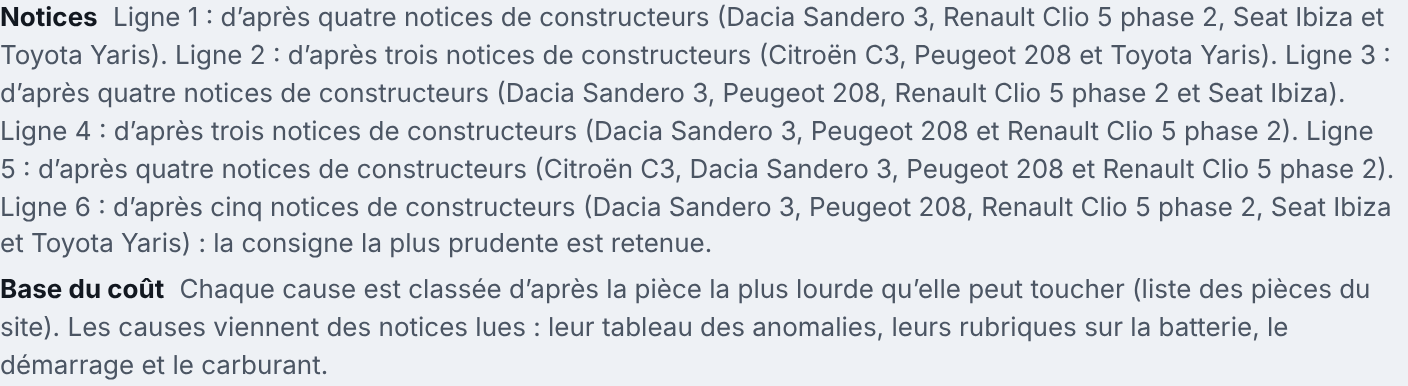 Notices Ligne 1 : d’après quatre notices de constructeurs (Dacia Sandero 3, Renault Clio 5 phase 2, Seat Ibiza et
Toyota Yaris). Ligne 2 : d’après trois notices de constructeurs (Citroën C3, Peugeot 208 et Toyota Yaris). Ligne 3 :
d’après quatre notices de constructeurs (Dacia Sandero 3, Peugeot 208, Renault Clio 5 phase 2 et Seat Ibiza).
Ligne 4 : d’après trois notices de constructeurs (Dacia Sandero 3, Peugeot 208 et Renault Clio 5 phase 2). Ligne
5 : d’après quatre notices de constructeurs (Citroën C3, Dacia Sandero 3, Peugeot 208 et Renault Clio 5 phase 2).
Ligne 6 : d’après cinq notices de constructeurs (Dacia Sandero 3, Peugeot 208, Renault Clio 5 phase 2, Seat Ibiza
et Toyota Yaris) : la consigne la plus prudente est retenue.
Base du coût Chaque cause est classée d’après la pièce la plus lourde qu’elle peut toucher (liste des pièces du
site). Les causes viennent des notices lues : leur tableau des anomalies, leurs rubriques sur la batterie, le
démarrage et le carburant.